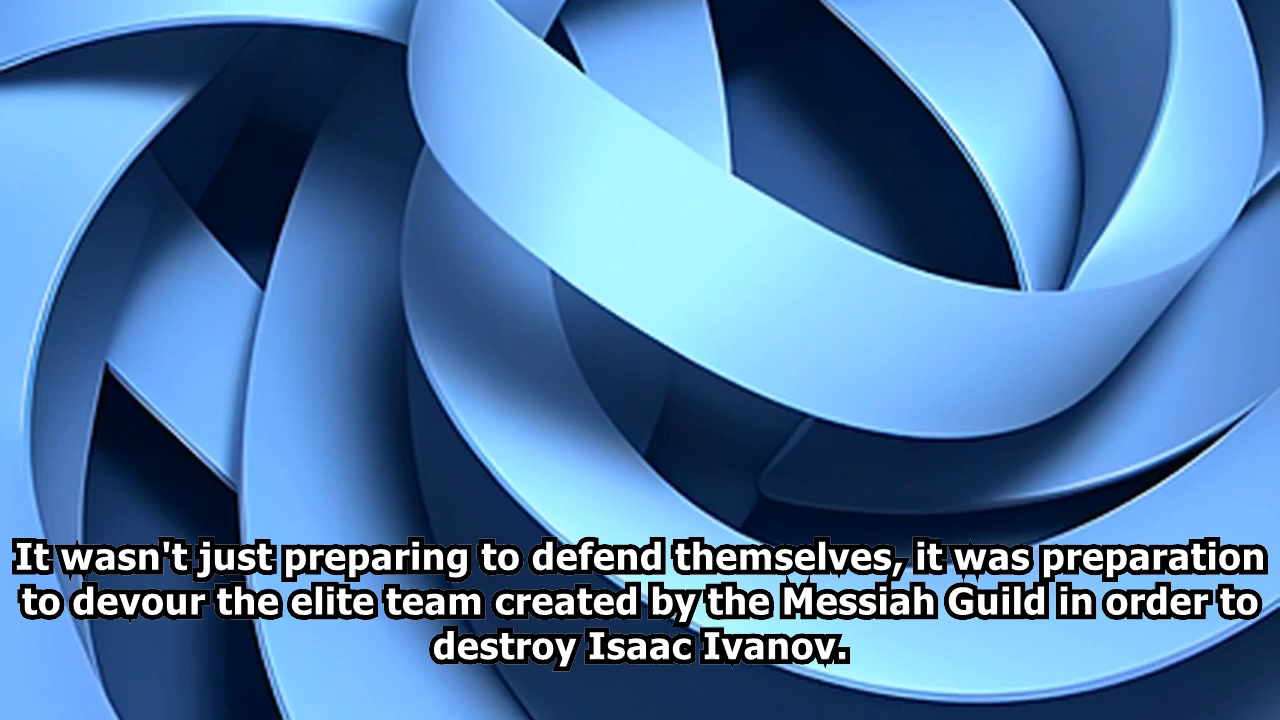 It wasn't just preparing to defend themselves, it was preparation
to devour the elite team created by the Messiah Guild in order to
destroy Isaac Ivanov.